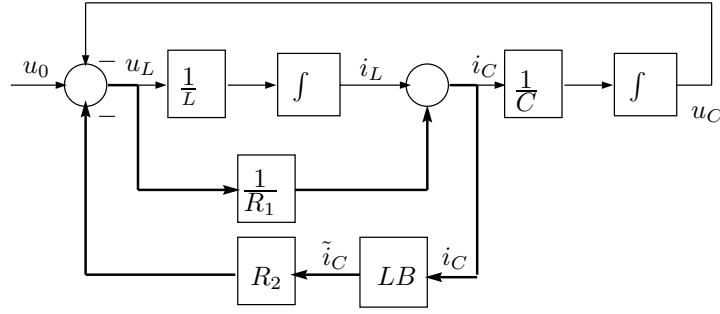 u_0
−
u_L
1/L
∫
i_L
i_C
1/C
∫
u_C
−
1/R_1
R_2
ĩ_C
LB
i_C